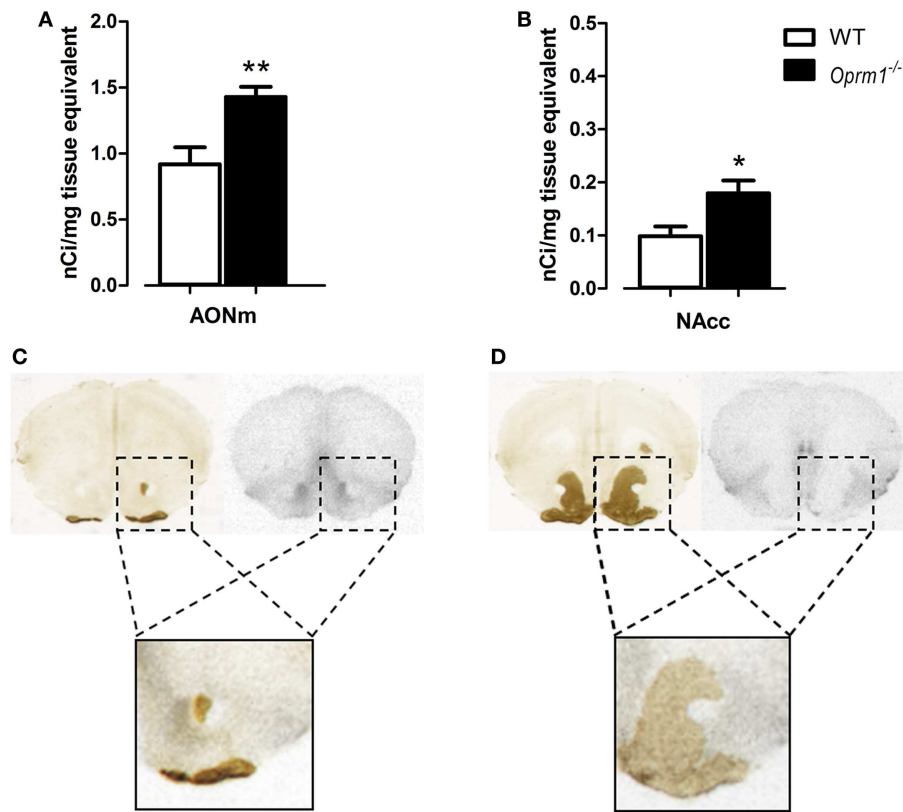 A
nCi/mg tissue equivalent
2.0
1.5
1.0
0.5
0.0
**
AONm
B
nCi/mg tissue equivalent
0.5
0.4
0.3
0.2
0.1
0.0
*
NAcc
WT
Oprm1-/-
C
D